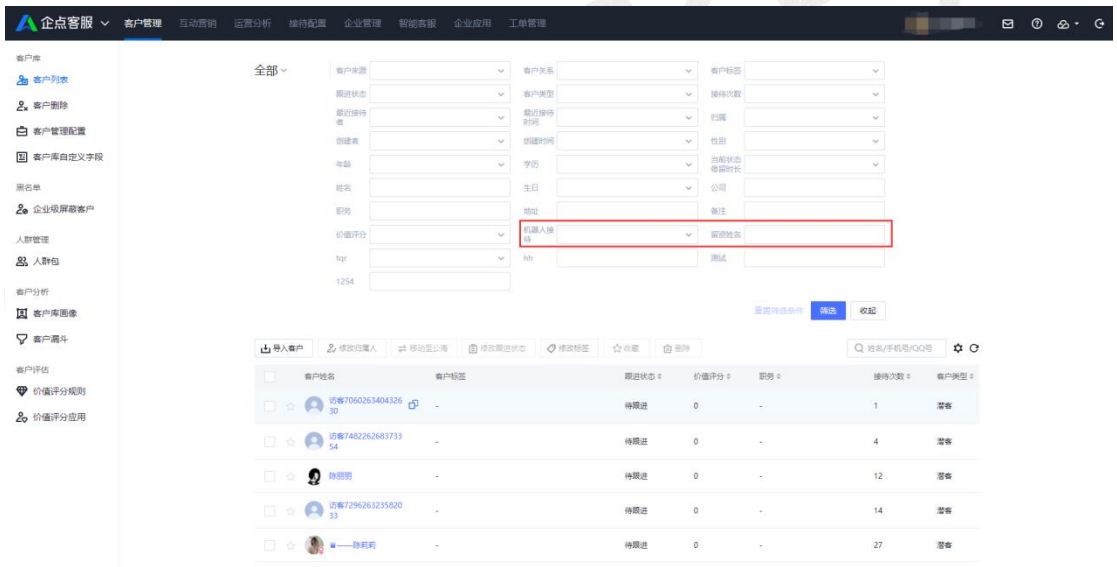 企点客服 客户管理 互动营销 运营分析 接待配置 企业管理 智能客服 企业应用 工单管理
客户库
客户列表
客户删除
客户管理配置
客户库自定义字段
黑名单
企业级屏蔽客户
人群管理
人群包
客户分析
客户库画像
客户漏斗
客户评估
价值评分规则
价值评分应用
全部
客户来源 客户关系 客户标签
跟进状态 客户类型 接待次数
最近接待者 最近接待时间 归属
创建者 创建时间 性别
年龄 学历 当前状态停留时长
姓名 生日 公司
职务 地址 备注
价值评分 机器人接待 留资姓名
tqr hh 测试
1254
重置筛选条件 筛选 收起
导入客户 修改归属人 移动至公海 修改跟进状态 修改标签 收藏 删除 姓名/手机号/QQ号
客户姓名 客户标签 跟进状态 价值评分 职务 接待次数 客户类型
访客7060263404326
30 - 待跟进 0 - 1 潜客
访客7482262683733
54 - 待跟进 0 - 4 潜客
陈丽丽 - 待跟进 0 - 12 潜客
访客7296263235820
33 - 待跟进 0 - 14 潜客
——陈莉莉 - 待跟进 0 - 27 潜客